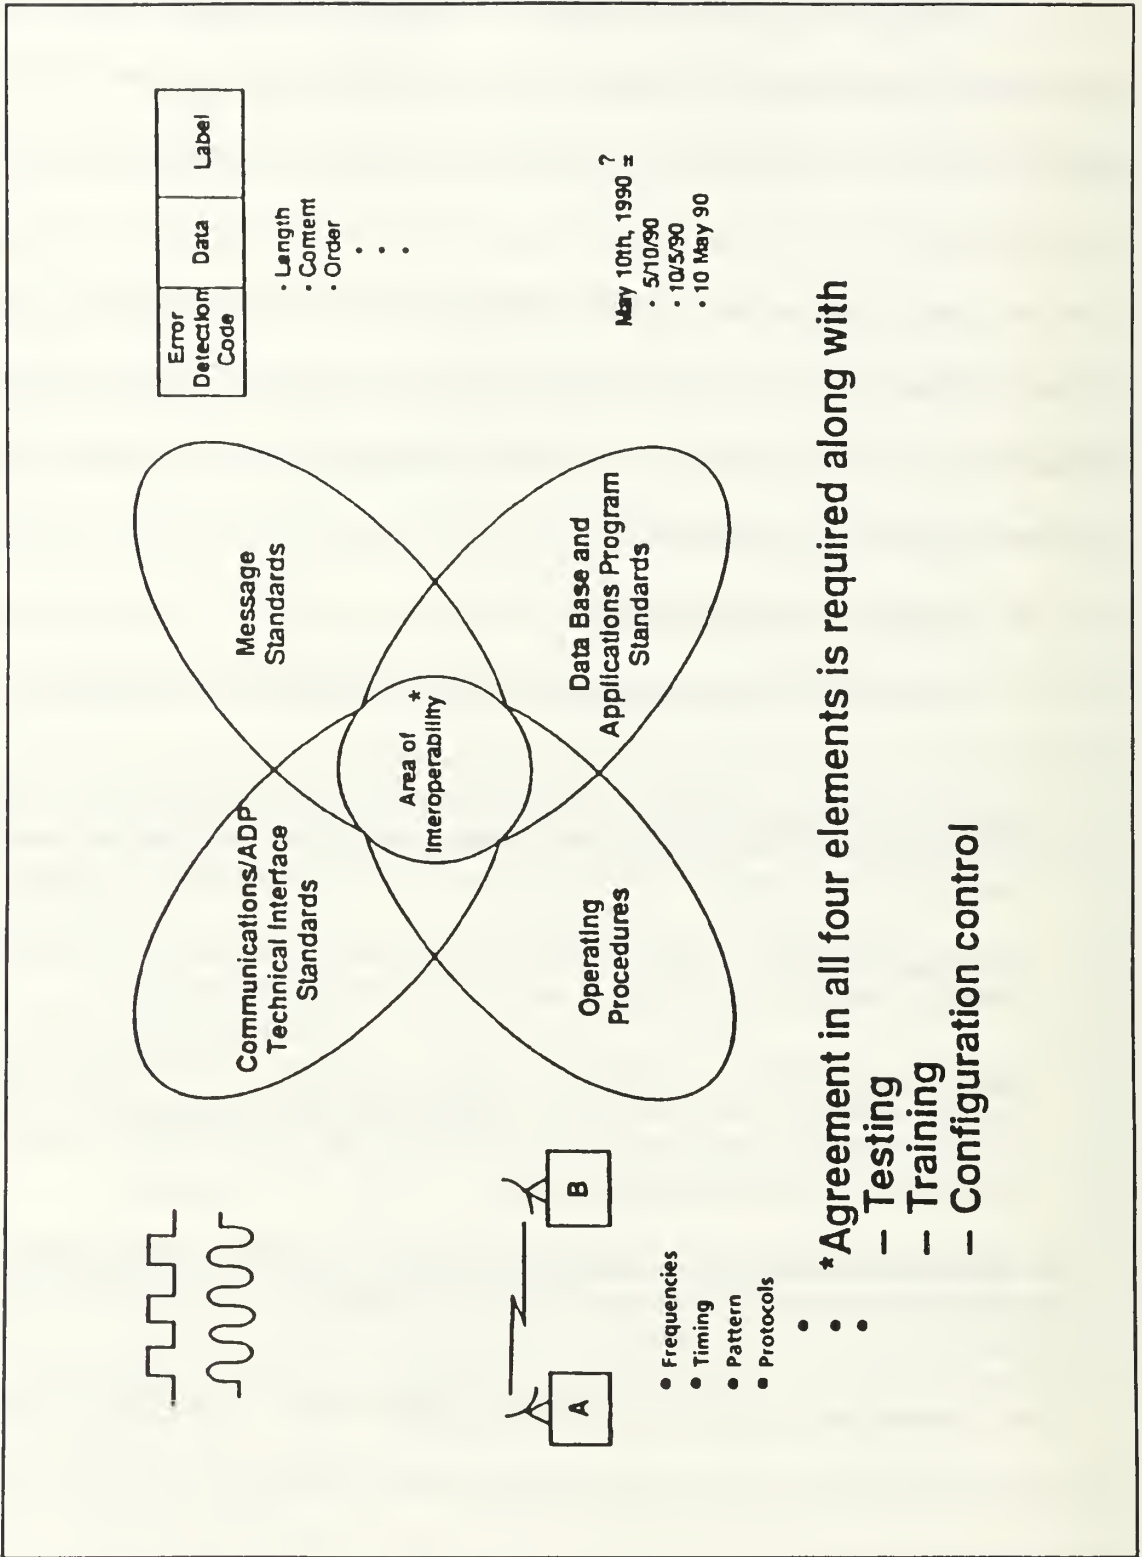 Error
Detection
Code
Data
Label
· Length
· Content
· Order
·
·
·
Communications/ADP
Technical Interface
Standards
Message
Standards
Area of *
Interoperability
Operating
Procedures
Data Base and
Applications Program
Standards
May 10th, 1990 = ?
· 5/10/90
· 10/5/90
· 10 May 90
A
B
• Frequencies
• Timing
• Pattern
• Protocols
•
•
•
*Agreement in all four elements is required along with
– Testing
– Training
– Configuration control